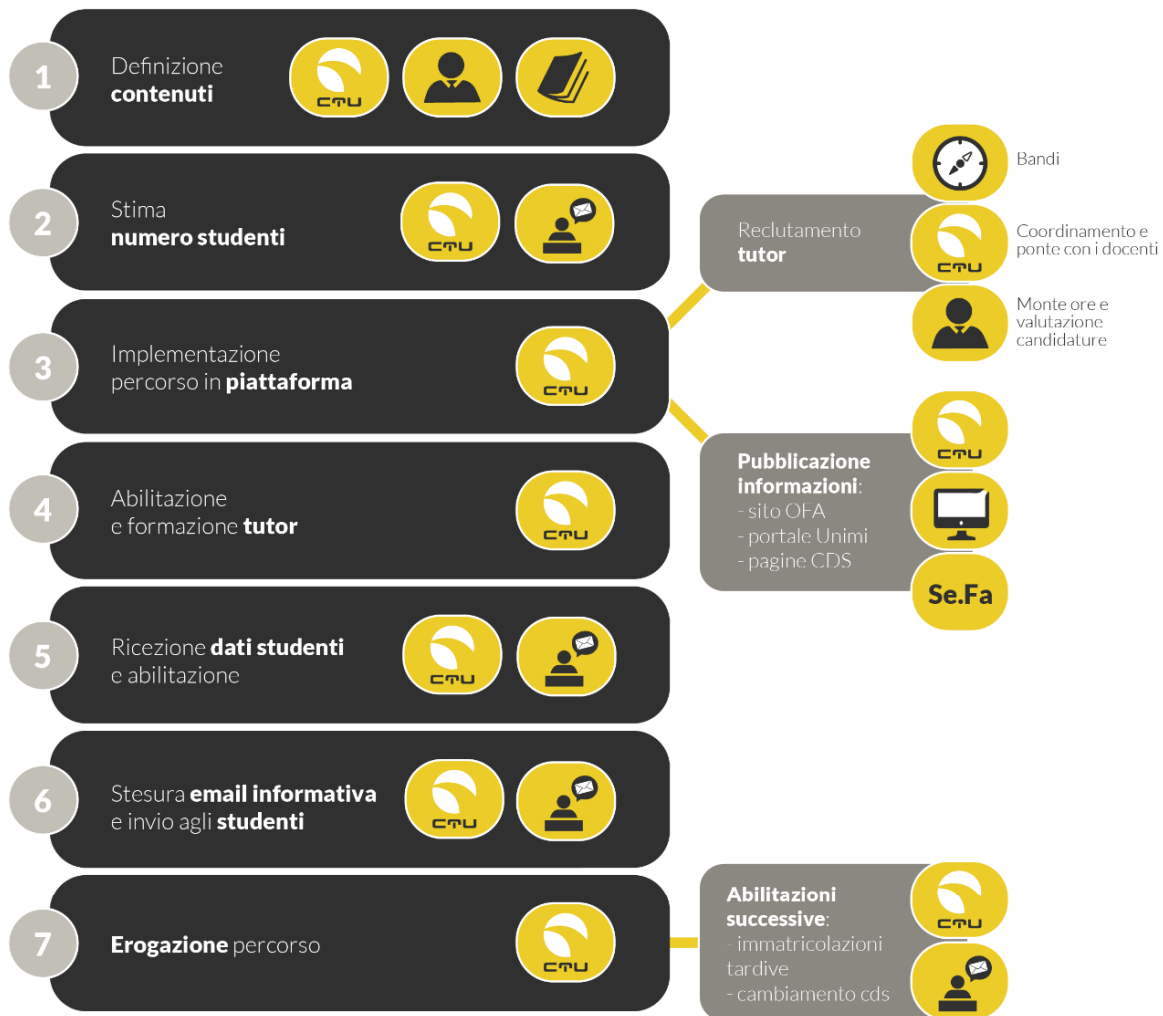 1
Definizione
contenuti
CTU
2
Stima
numero studenti
CTU
3
Implementazione
percorso in piattaforma
CTU
Reclutamento
tutor
Bandi
CTU
Coordinamento e
ponte con i docenti
Monte ore e
valutazione
candidature
Pubblicazione
informazioni:
- sito OFA
- portale Unimi
- pagine CDS
CTU
Se.Fa
4
Abilitazione
e formazione tutor
CTU
5
Ricezione dati studenti
e abilitazione
CTU
6
Stesura email informativa
e invio agli studenti
CTU
7
Erogazione percorso
CTU
Abilitazioni
successive:
- immatricolazioni
tardive
- cambiamento cds
CTU